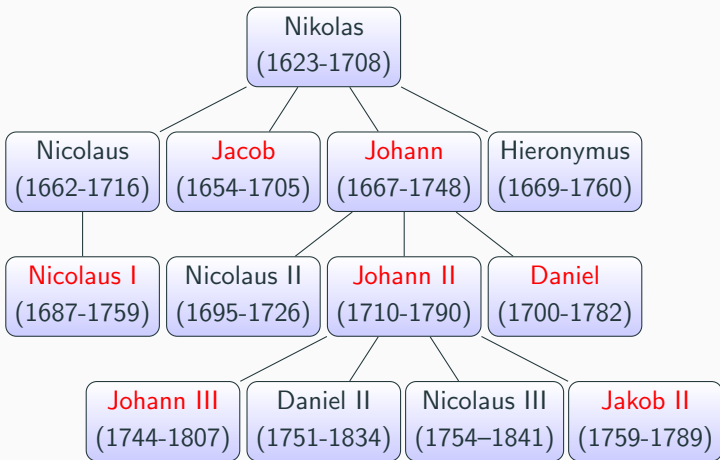 Nikolas
(1623-1708)
Nicolaus
(1662-1716)
Jacob
(1654-1705)
Johann
(1667-1748)
Hieronymus
(1669-1760)
Nicolaus I
(1687-1759)
Nicolaus II
(1695-1726)
Johann II
(1710-1790)
Daniel
(1700-1782)
Johann III
(1744-1807)
Daniel II
(1751-1834)
Nicolaus III
(1754–1841)
Jakob II
(1759-1789)